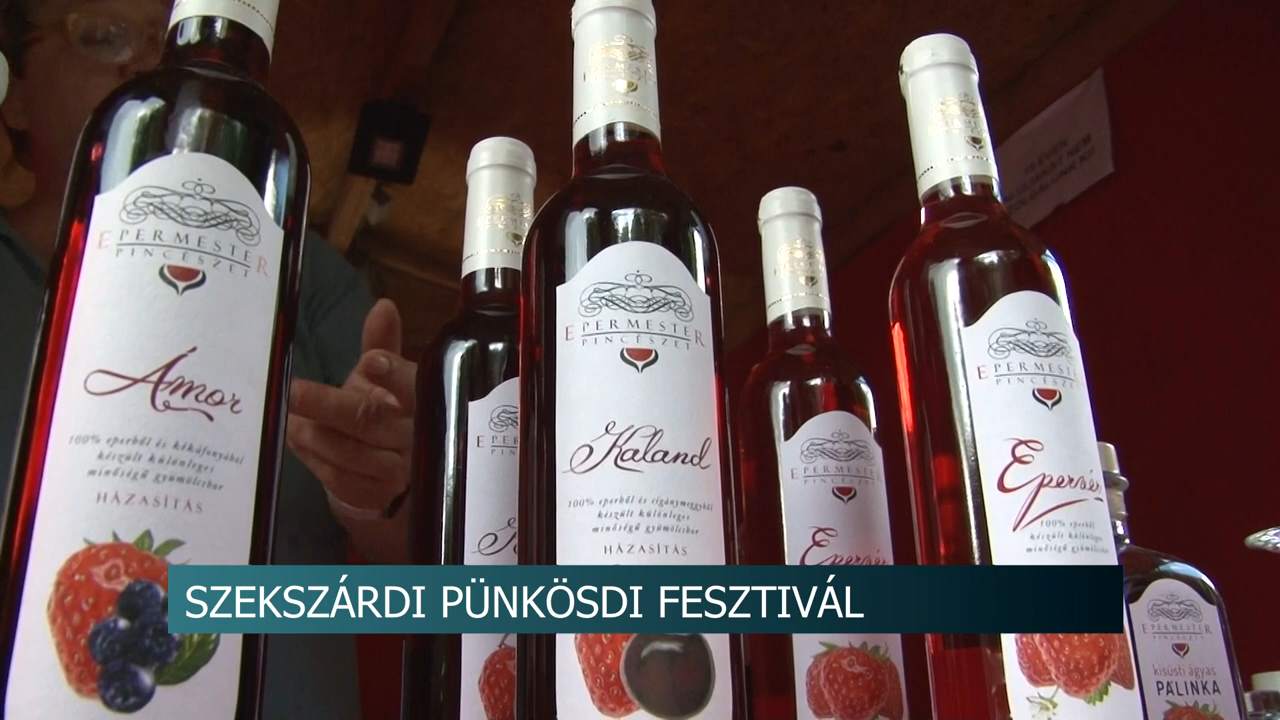 EPERMESTER
PINCÉSZET
Ámor
100% eperből és kékáfonyából
készült különleges
minőségű gyümölcsbor
HÁZASÍTÁS
EPERMESTER
PINCÉSZET
Kaland
100% eperből és cigánymeggyből
készült különleges
minőségű gyümölcsbor
HÁZASÍTÁS
EPERMESTER
PINCÉSZET
Epervér
EPERMESTER
PINCÉSZET
Epervér
100% eperből
készült különleges
minőségű gyümölcsbor
EPERMESTER
PINCÉSZET
kisüsti ágyas
PÁLINKA
SZEKSZÁRDI PÜNKÖSDI FESZTIVÁL